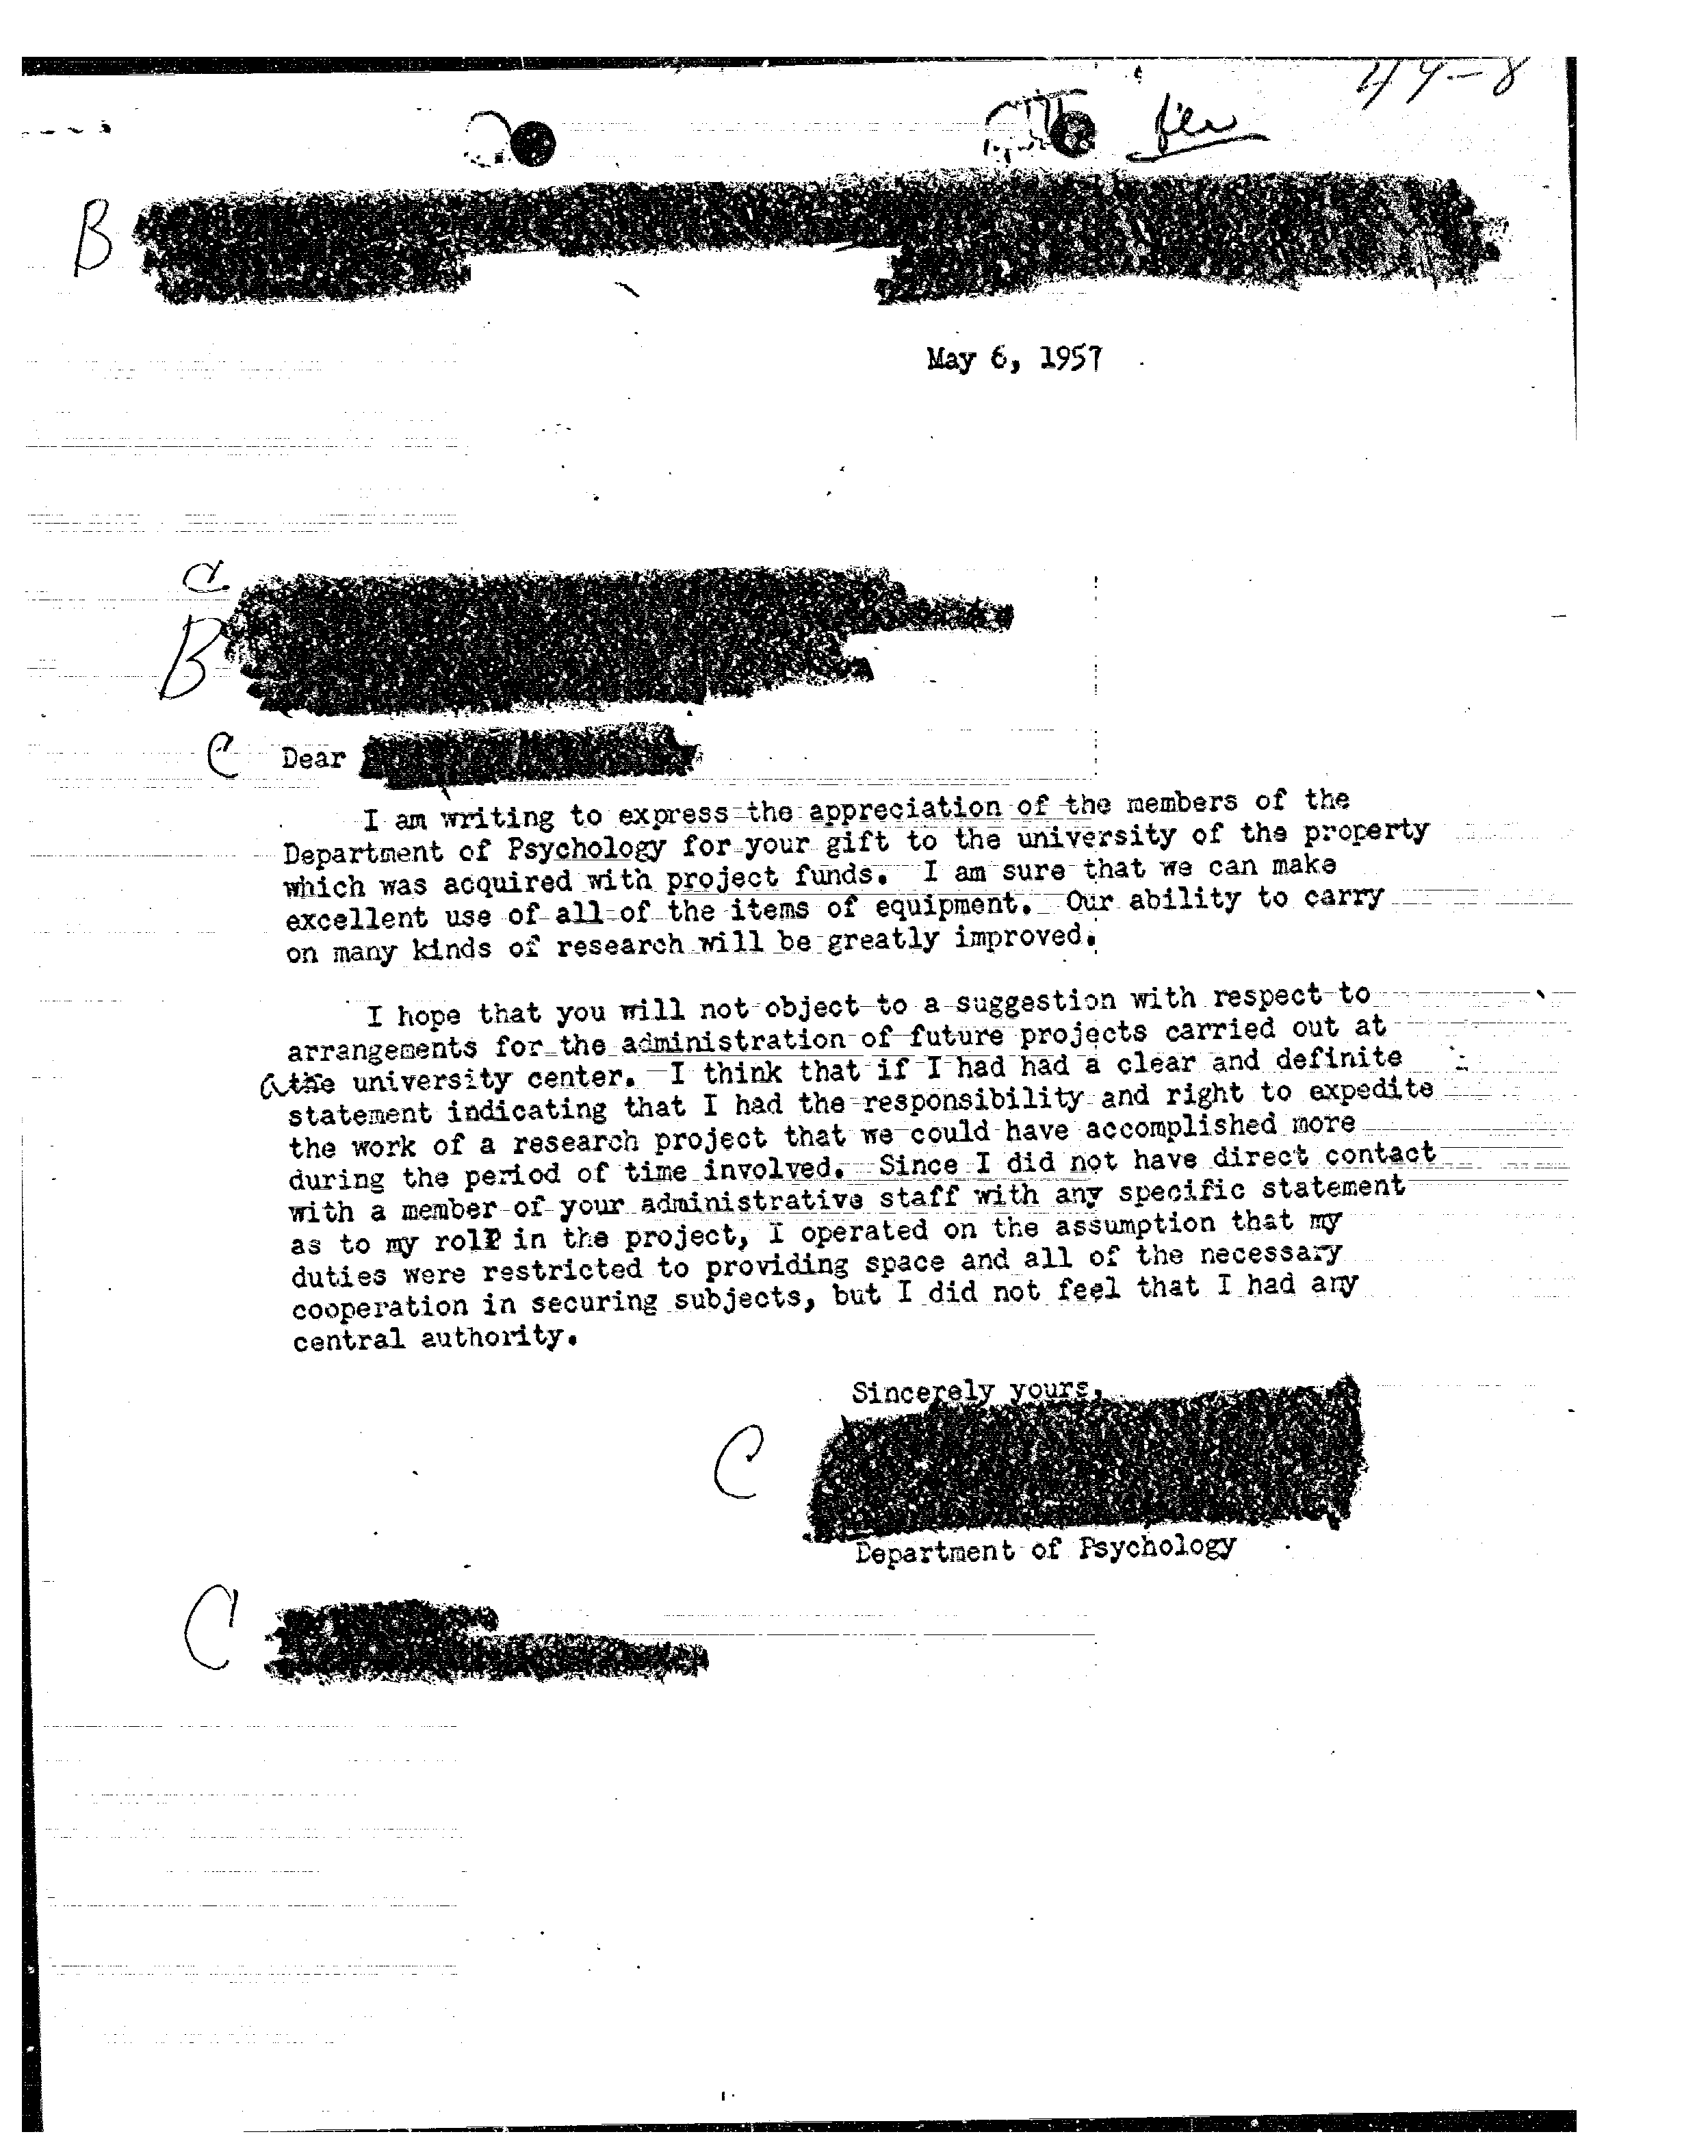 44-8
file
B
May 6, 1957
C
B
C Dear
I am writing to express the appreciation of the members of the
Department of Psychology for your gift to the university of the property
which was acquired with project funds. I am sure that we can make
excellent use of all of the items of equipment. Our ability to carry
on many kinds of research will be greatly improved.
I hope that you will not object to a suggestion with respect to
arrangements for the administration of future projects carried out at
a the university center. I think that if I had had a clear and definite
statement indicating that I had the responsibility and right to expedite
the work of a research project that we could have accomplished more
during the period of time involved. Since I did not have direct contact
with a member of your administrative staff with any specific statement
as to my role in the project, I operated on the assumption that my
duties were restricted to providing space and all of the necessary
cooperation in securing subjects, but I did not feel that I had any
central authority.
Sincerely yours,
C
Department of Psychology
C